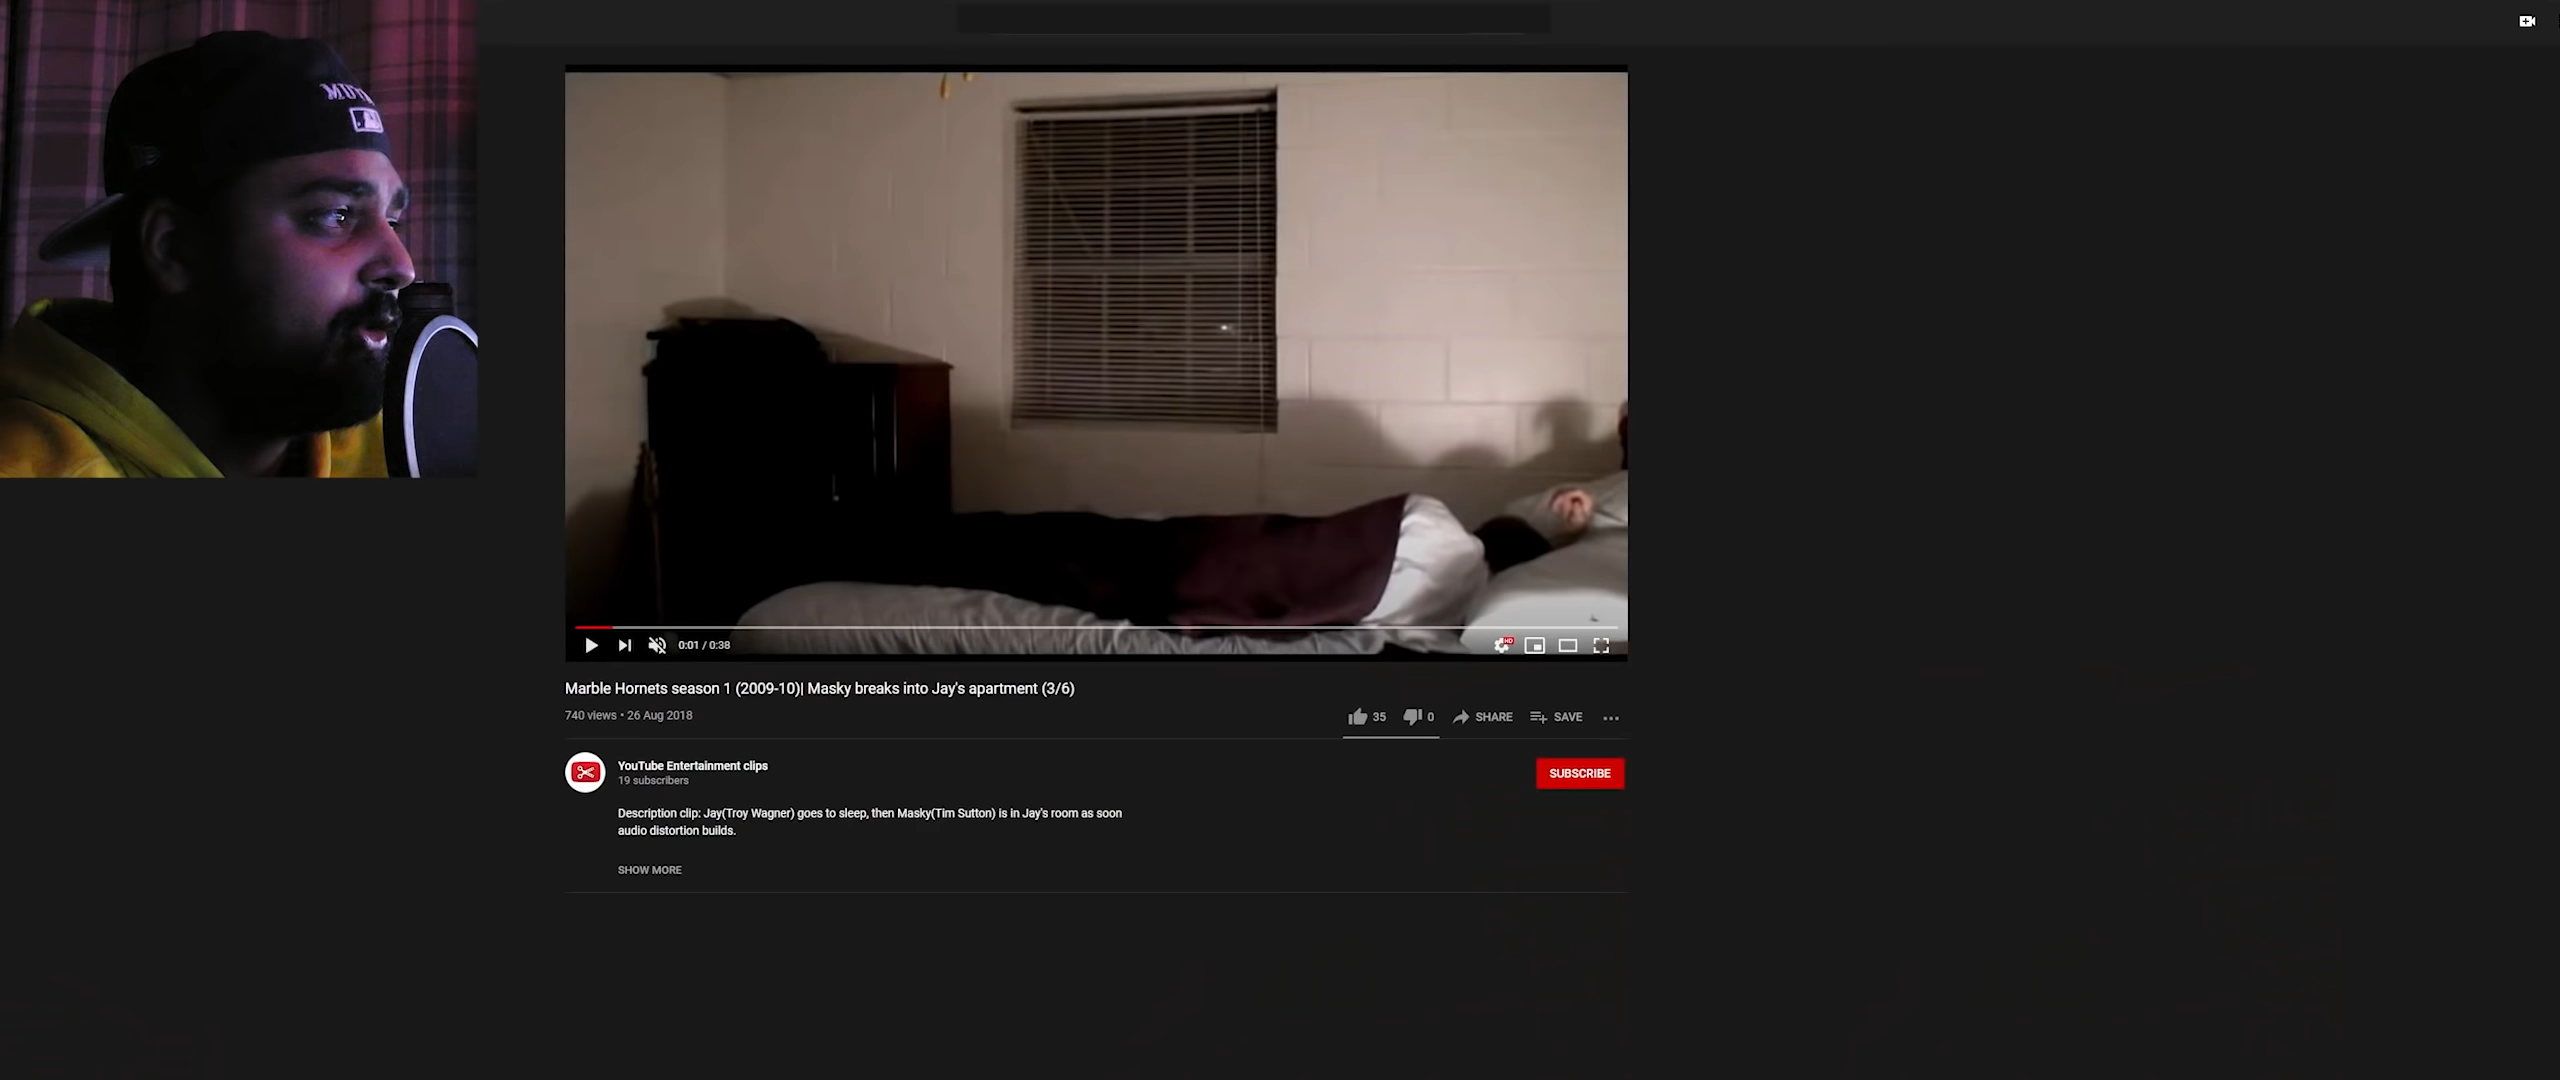 0:01 / 0:38
HD
Marble Hornets season 1 (2009-10)| Masky breaks into Jay's apartment (3/6)
740 views • 26 Aug 2018
35
0
SHARE
SAVE
YouTube Entertainment clips
19 subscribers
SUBSCRIBE
Description clip: Jay(Troy Wagner) goes to sleep, then Masky(Tim Sutton) is in Jay's room as soon
audio distortion builds.
SHOW MORE